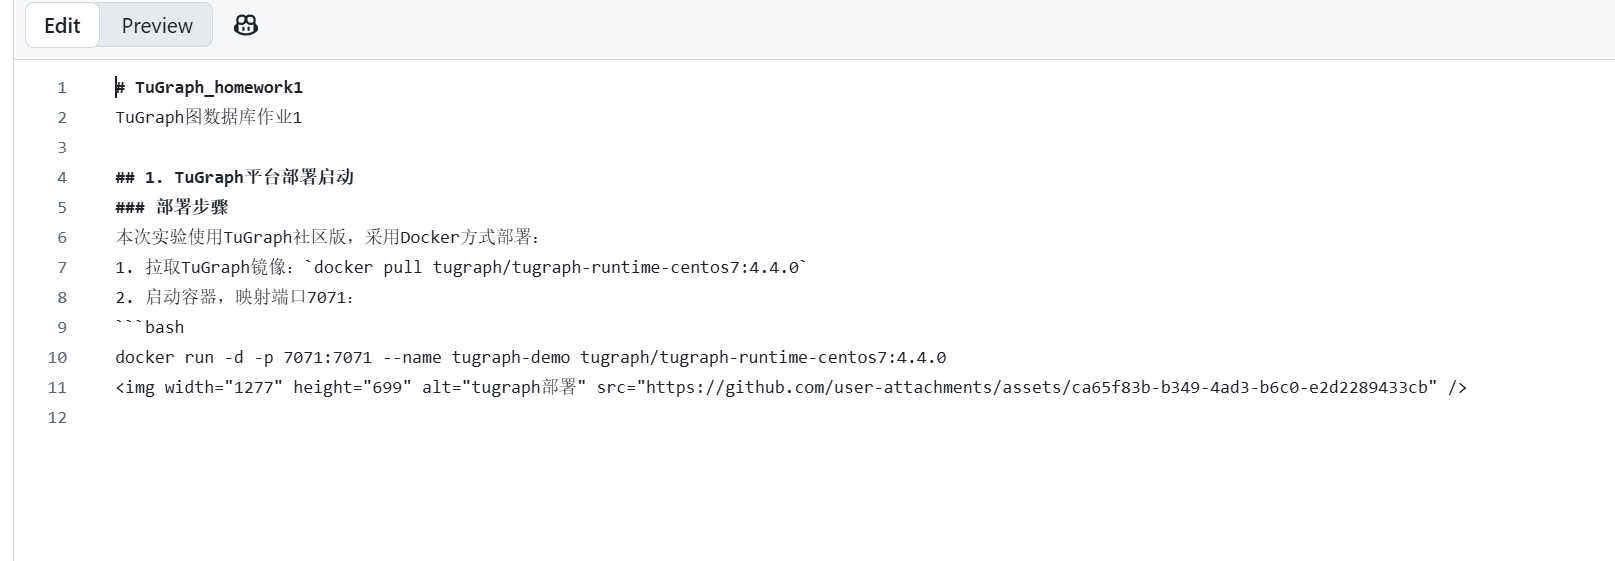 Edit Preview
1 # TuGraph_homework1
2 TuGraph图数据库作业1
3
4 ## 1. TuGraph平台部署启动
5 ### 部署步骤
6 本次实验使用TuGraph社区版，采用Docker方式部署：
7 1. 拉取TuGraph镜像：`docker pull tugraph/tugraph-runtime-centos7:4.4.0`
8 2. 启动容器，映射端口7071：
9 ```bash
10 docker run -d -p 7071:7071 --name tugraph-demo tugraph/tugraph-runtime-centos7:4.4.0
11 <img width="1277" height="699" alt="tugraph部署" src="https://github.com/user-attachments/assets/ca65f83b-b349-4ad3-b6c0-e2d2289433cb" />
12